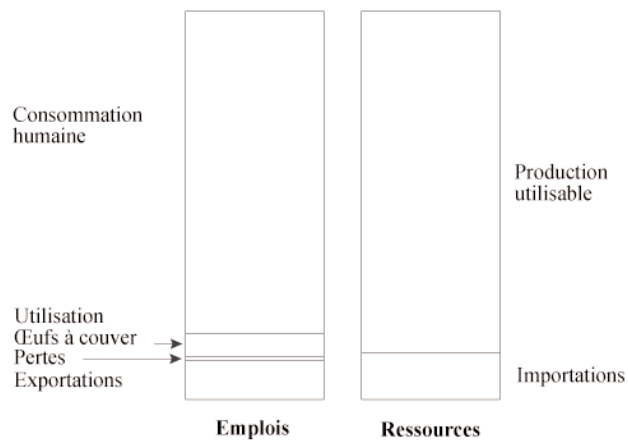 Consommation
humaine
Production
utilisable
Utilisation
Œufs à couver
Pertes
Exportations
Importations
Emplois
Ressources